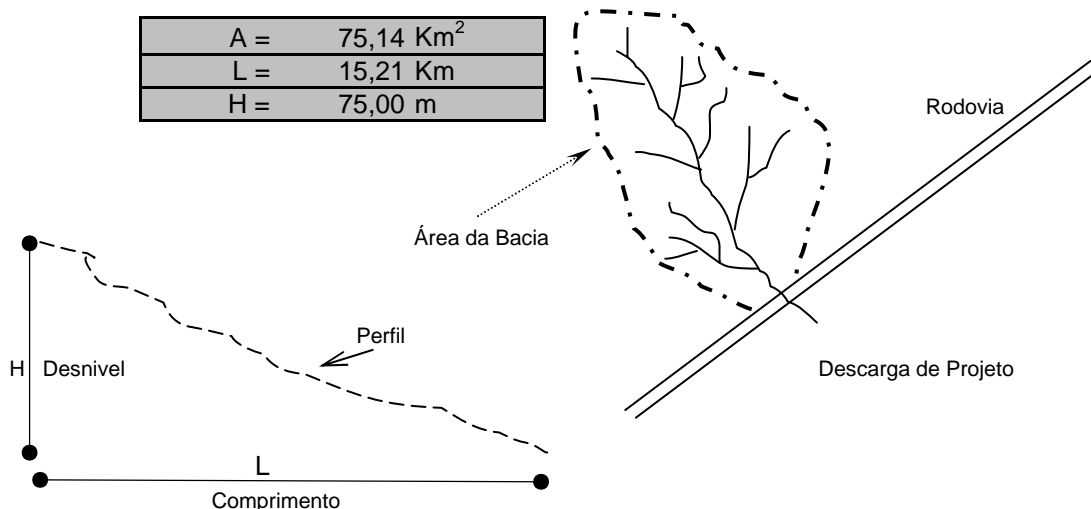 A = 75,14 Km²
L = 15,21 Km
H = 75,00 m
Rodovia
Área da Bacia
Perfil
H Desnivel
Descarga de Projeto
L
Comprimento